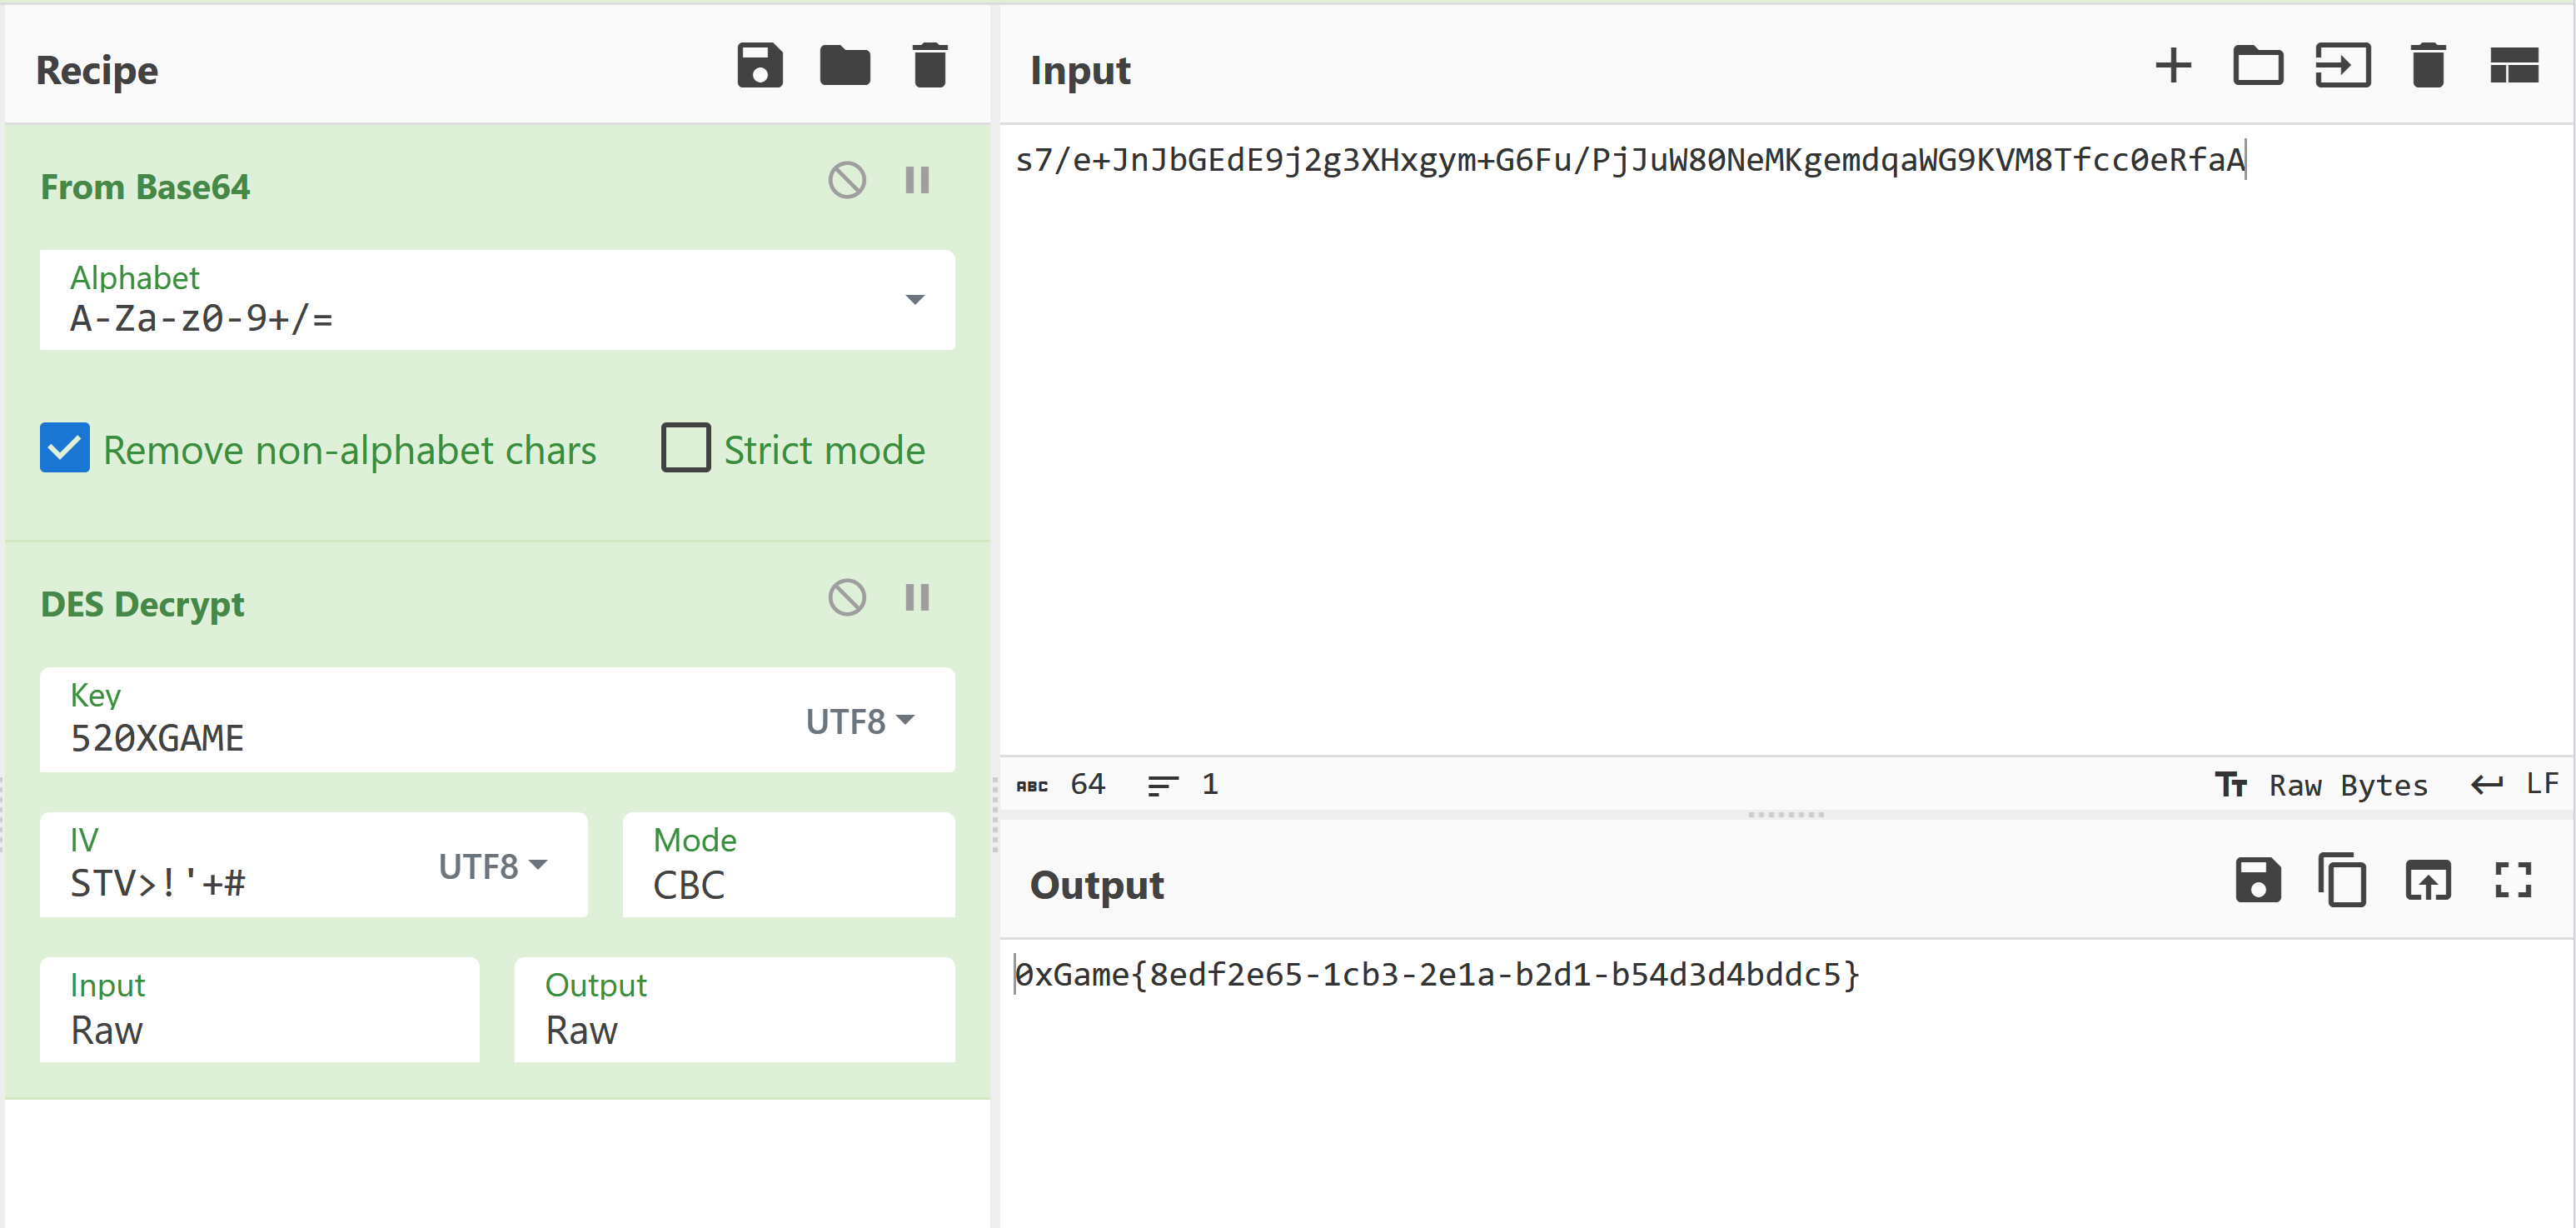 Recipe
From Base64
Alphabet
A-Za-z0-9+/=
Remove non-alphabet chars
Strict mode
DES Decrypt
Key
520XGAME
UTF8
IV
STV>!'+#
UTF8
Mode
CBC
Input
Raw
Output
Raw
Input
s7/e+JnJbGEdE9j2g3XHxgym+G6Fu/PjJuW80NeMKgemdqaWG9KVM8Tfcc0eRfaA
ABC 64 1
Raw Bytes LF
Output
0xGame{8edf2e65-1cb3-2e1a-b2d1-b54d3d4bddc5}